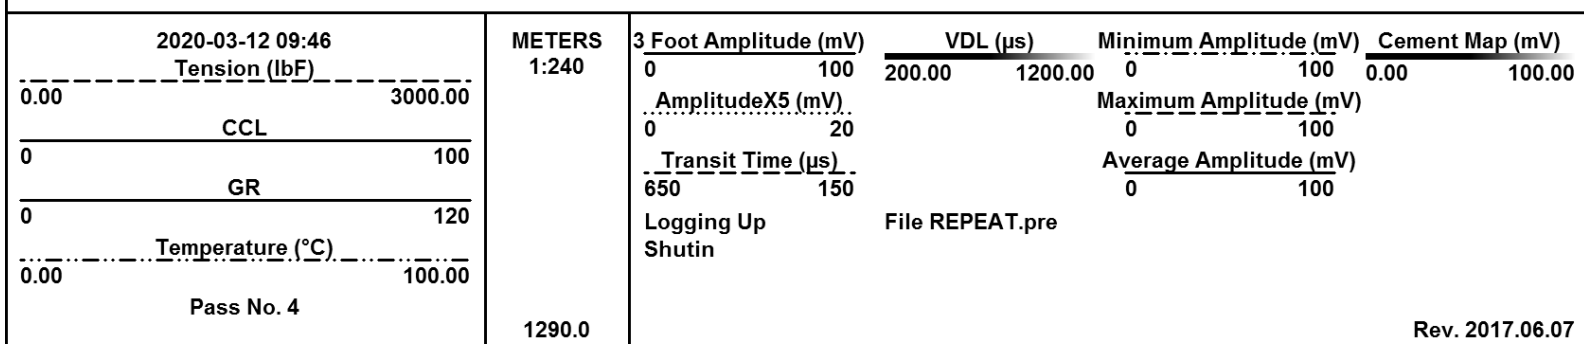 2020-03-12 09:46
Tension (lbF)
0.00 3000.00
CCL
0 100
GR
0 120
Temperature (°C)
0.00 100.00
Pass No. 4
METERS
1:240
1290.0
3 Foot Amplitude (mV)
0 100
AmplitudeX5 (mV)
0 20
Transit Time (µs)
650 150
Logging Up
Shutin
VDL (µs)
200.00 1200.00
File REPEAT.pre
Minimum Amplitude (mV)
0 100
Maximum Amplitude (mV)
0 100
Average Amplitude (mV)
0 100
Cement Map (mV)
0.00 100.00
Rev. 2017.06.07